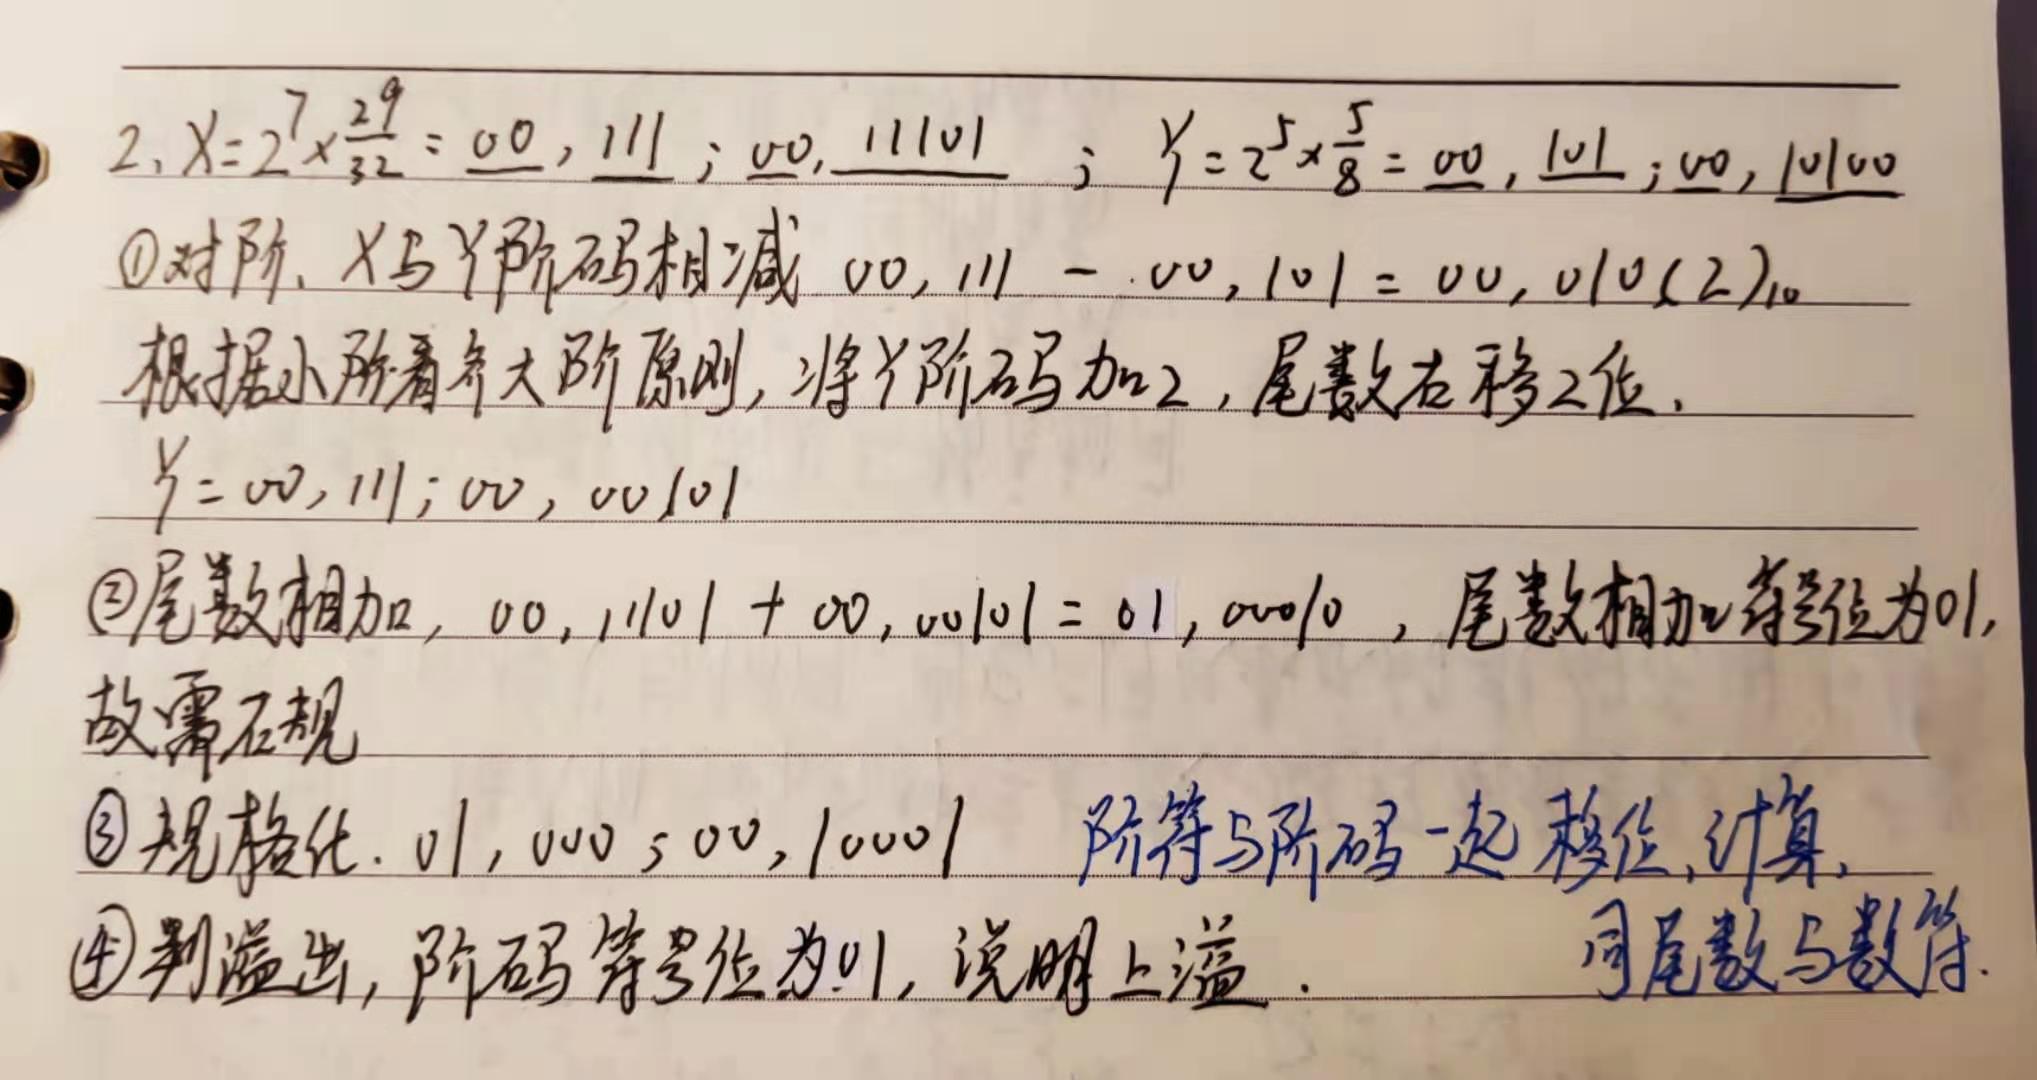 2、X=2^7×29/32=00,111;00,11101 ; Y=2^5×5/8=00,101;00,10100
①对阶、X与Y阶码相减 00,111 - 00,101 = 00,010(2)₁₀
根据小阶看齐大阶原则,将Y阶码加2,尾数右移2位.
Y=00,111;00,00101
②尾数相加, 00,11101 + 00,00101 = 01,00010 , 尾数相加符号位为01,
故需右规
③规格化. 01,000;00,10001 阶符与阶码一起移位、计算,
同尾数与数符.
④判溢出,阶码符号位为01,说明上溢.